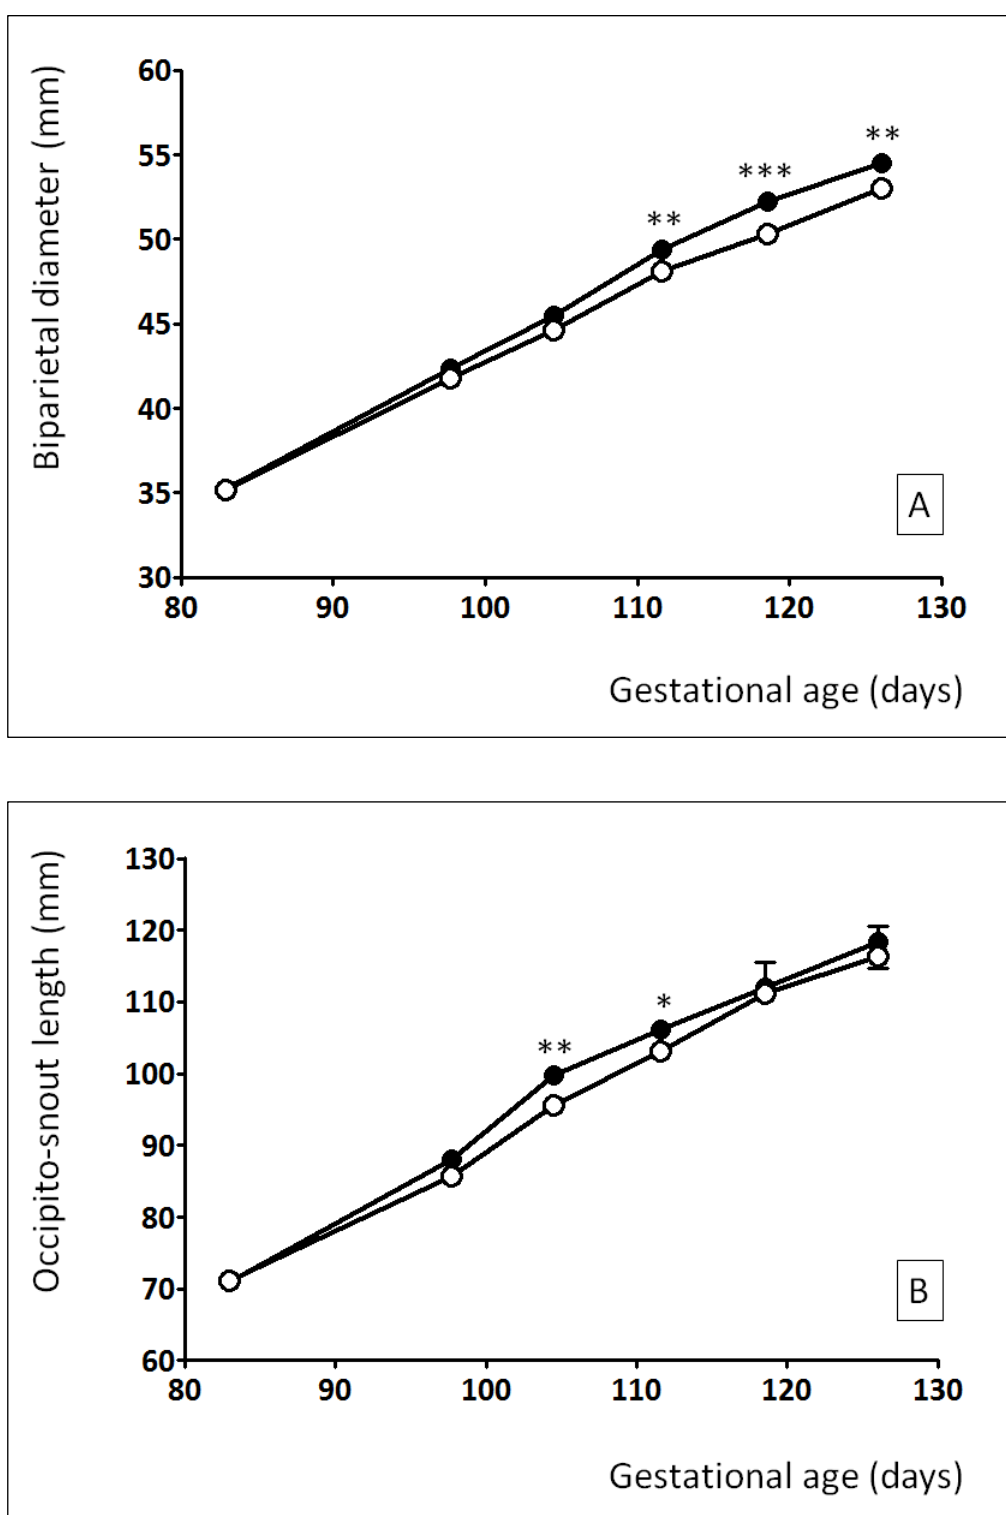 Biparietal diameter (mm)
60
55
50
45
40
35
30
**
***
**
A
80 90 100 110 120 130
Gestational age (days)
Occipito-snout length (mm)
130
120
110
100
90
80
70
60
**
*
B
80 90 100 110 120 130
Gestational age (days)